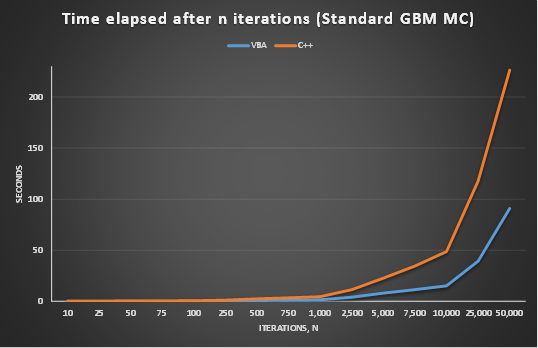 Time elapsed after n iterations (Standard GBM MC)
VBA C++
200
150
100
50
0
SECONDS
10 25 50 75 100 250 500 750 1,000 2,500 5,000 7,500 10,000 25,000 50,000
ITERATIONS, N